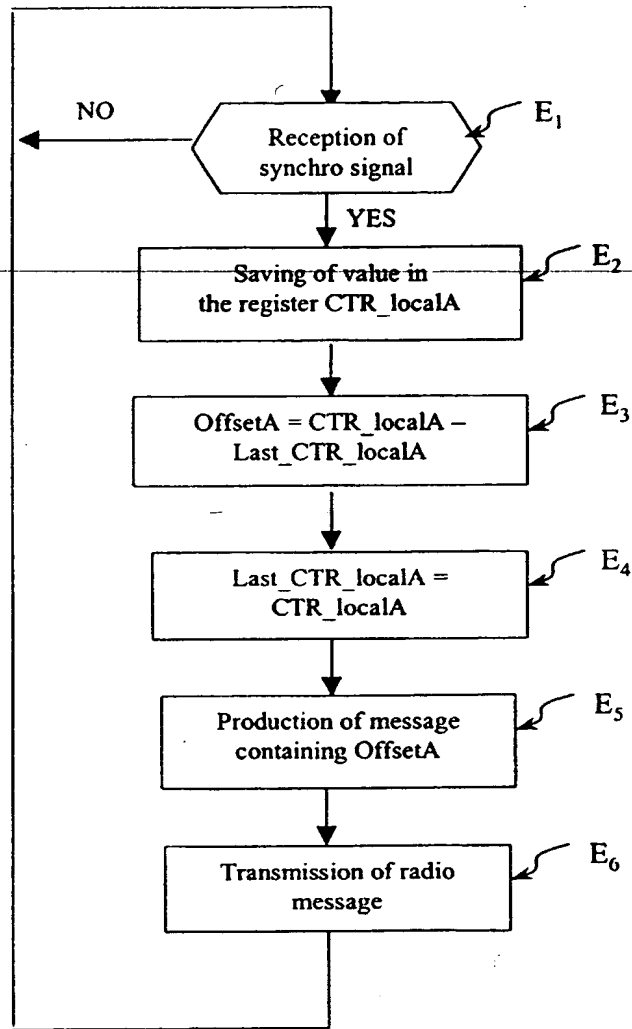 NO
Reception of
synchro signal
E1
YES
Saving of value in
the register CTR_localA
E2
OffsetA = CTR_localA –
Last_CTR_localA
E3
Last_CTR_localA =
CTR_localA
E4
Production of message
containing OffsetA
E5
Transmission of radio
message
E6